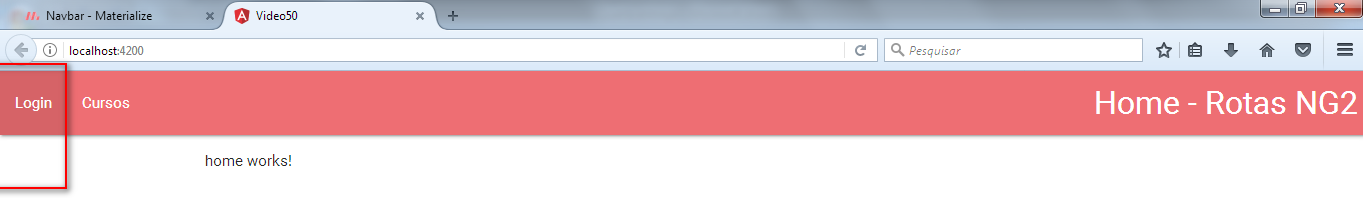 Navbar - Materialize
Video50
localhost:4200
Pesquisar
Login
Cursos
Home - Rotas NG2
home works!